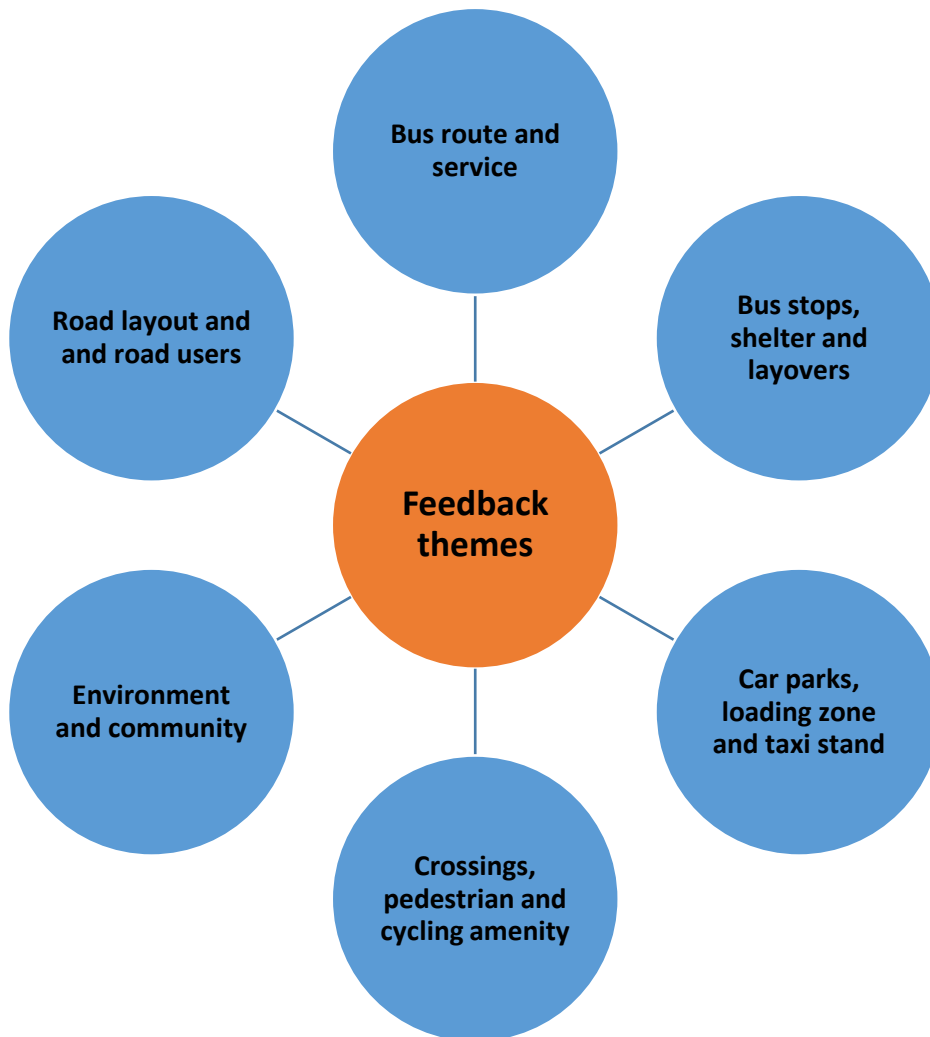 Bus route and
service
Bus stops,
shelter and
layovers
Car parks,
loading zone
and taxi stand
Crossings,
pedestrian and
cycling amenity
Environment
and community
Road layout and
and road users
Feedback
themes